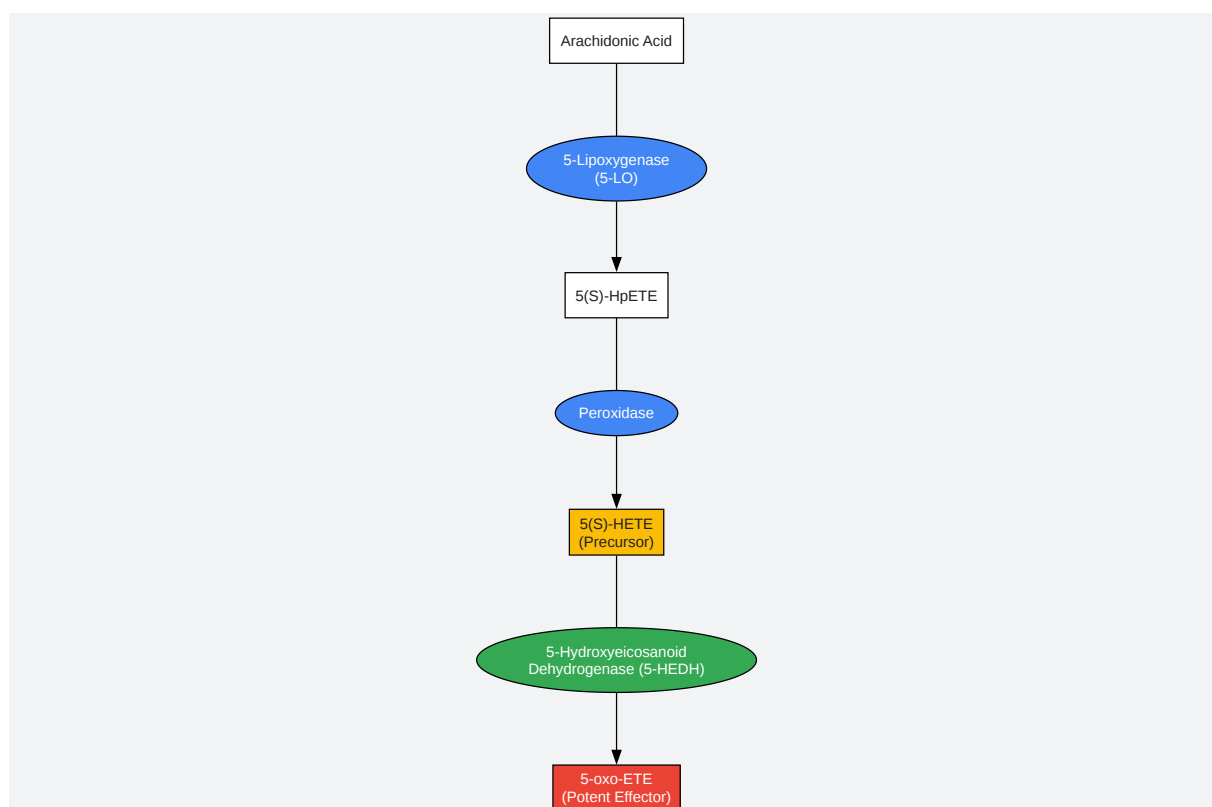 Arachidonic Acid
5-Lipoxygenase
(5-LO)
5(S)-HpETE
Peroxidase
5(S)-HETE
(Precursor)
5-Hydroxyeicosanoid
Dehydrogenase (5-HEDH)
5-oxo-ETE
(Potent Effector)